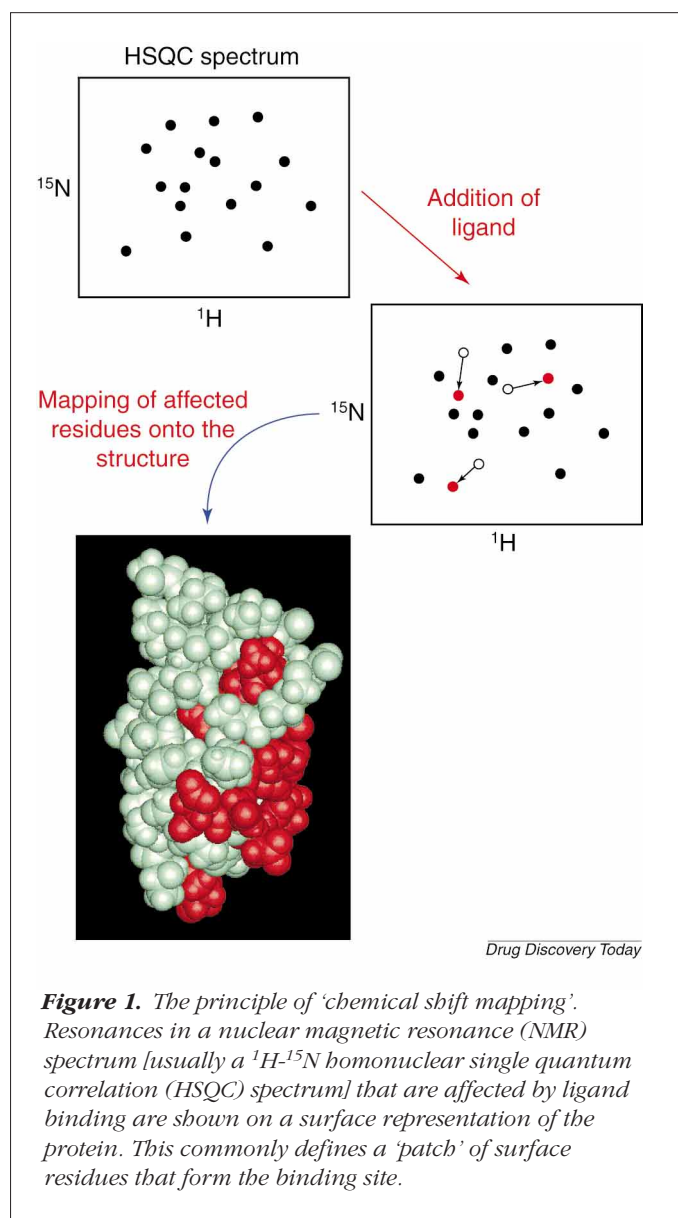 HSQC spectrum
¹⁵N
Addition of
ligand
¹H
Mapping of affected
residues onto the
structure
¹⁵N
¹H
Drug Discovery Today
Figure 1. The principle of ‘chemical shift mapping’.
Resonances in a nuclear magnetic resonance (NMR)
spectrum [usually a ¹H-¹⁵N homonuclear single quantum
correlation (HSQC) spectrum] that are affected by ligand
binding are shown on a surface representation of the
protein. This commonly defines a ‘patch’ of surface
residues that form the binding site.